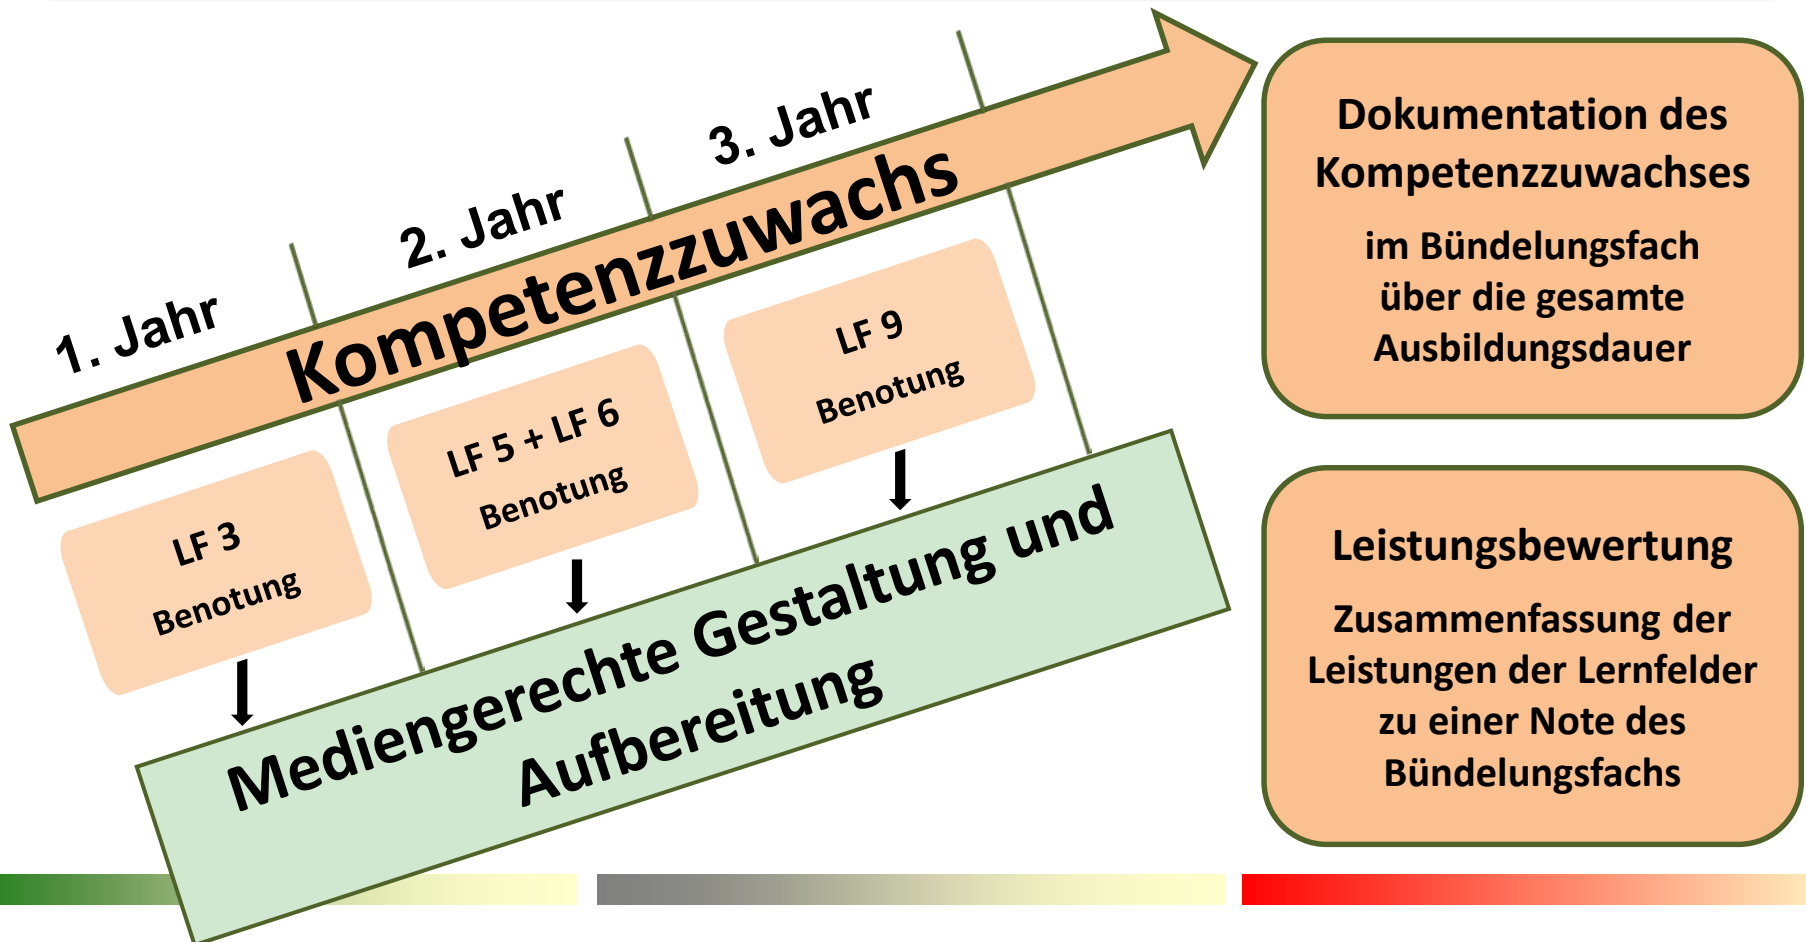 1. Jahr
2. Jahr
3. Jahr
Kompetenzzuwachs
LF 3
Benotung
LF 5 + LF 6
Benotung
LF 9
Benotung
Mediengerechte Gestaltung und
Aufbereitung
Dokumentation des
Kompetenzzuwachses
im Bündelungsfach
über die gesamte
Ausbildungsdauer
Leistungsbewertung
Zusammenfassung der
Leistungen der Lernfelder
zu einer Note des
Bündelungsfachs